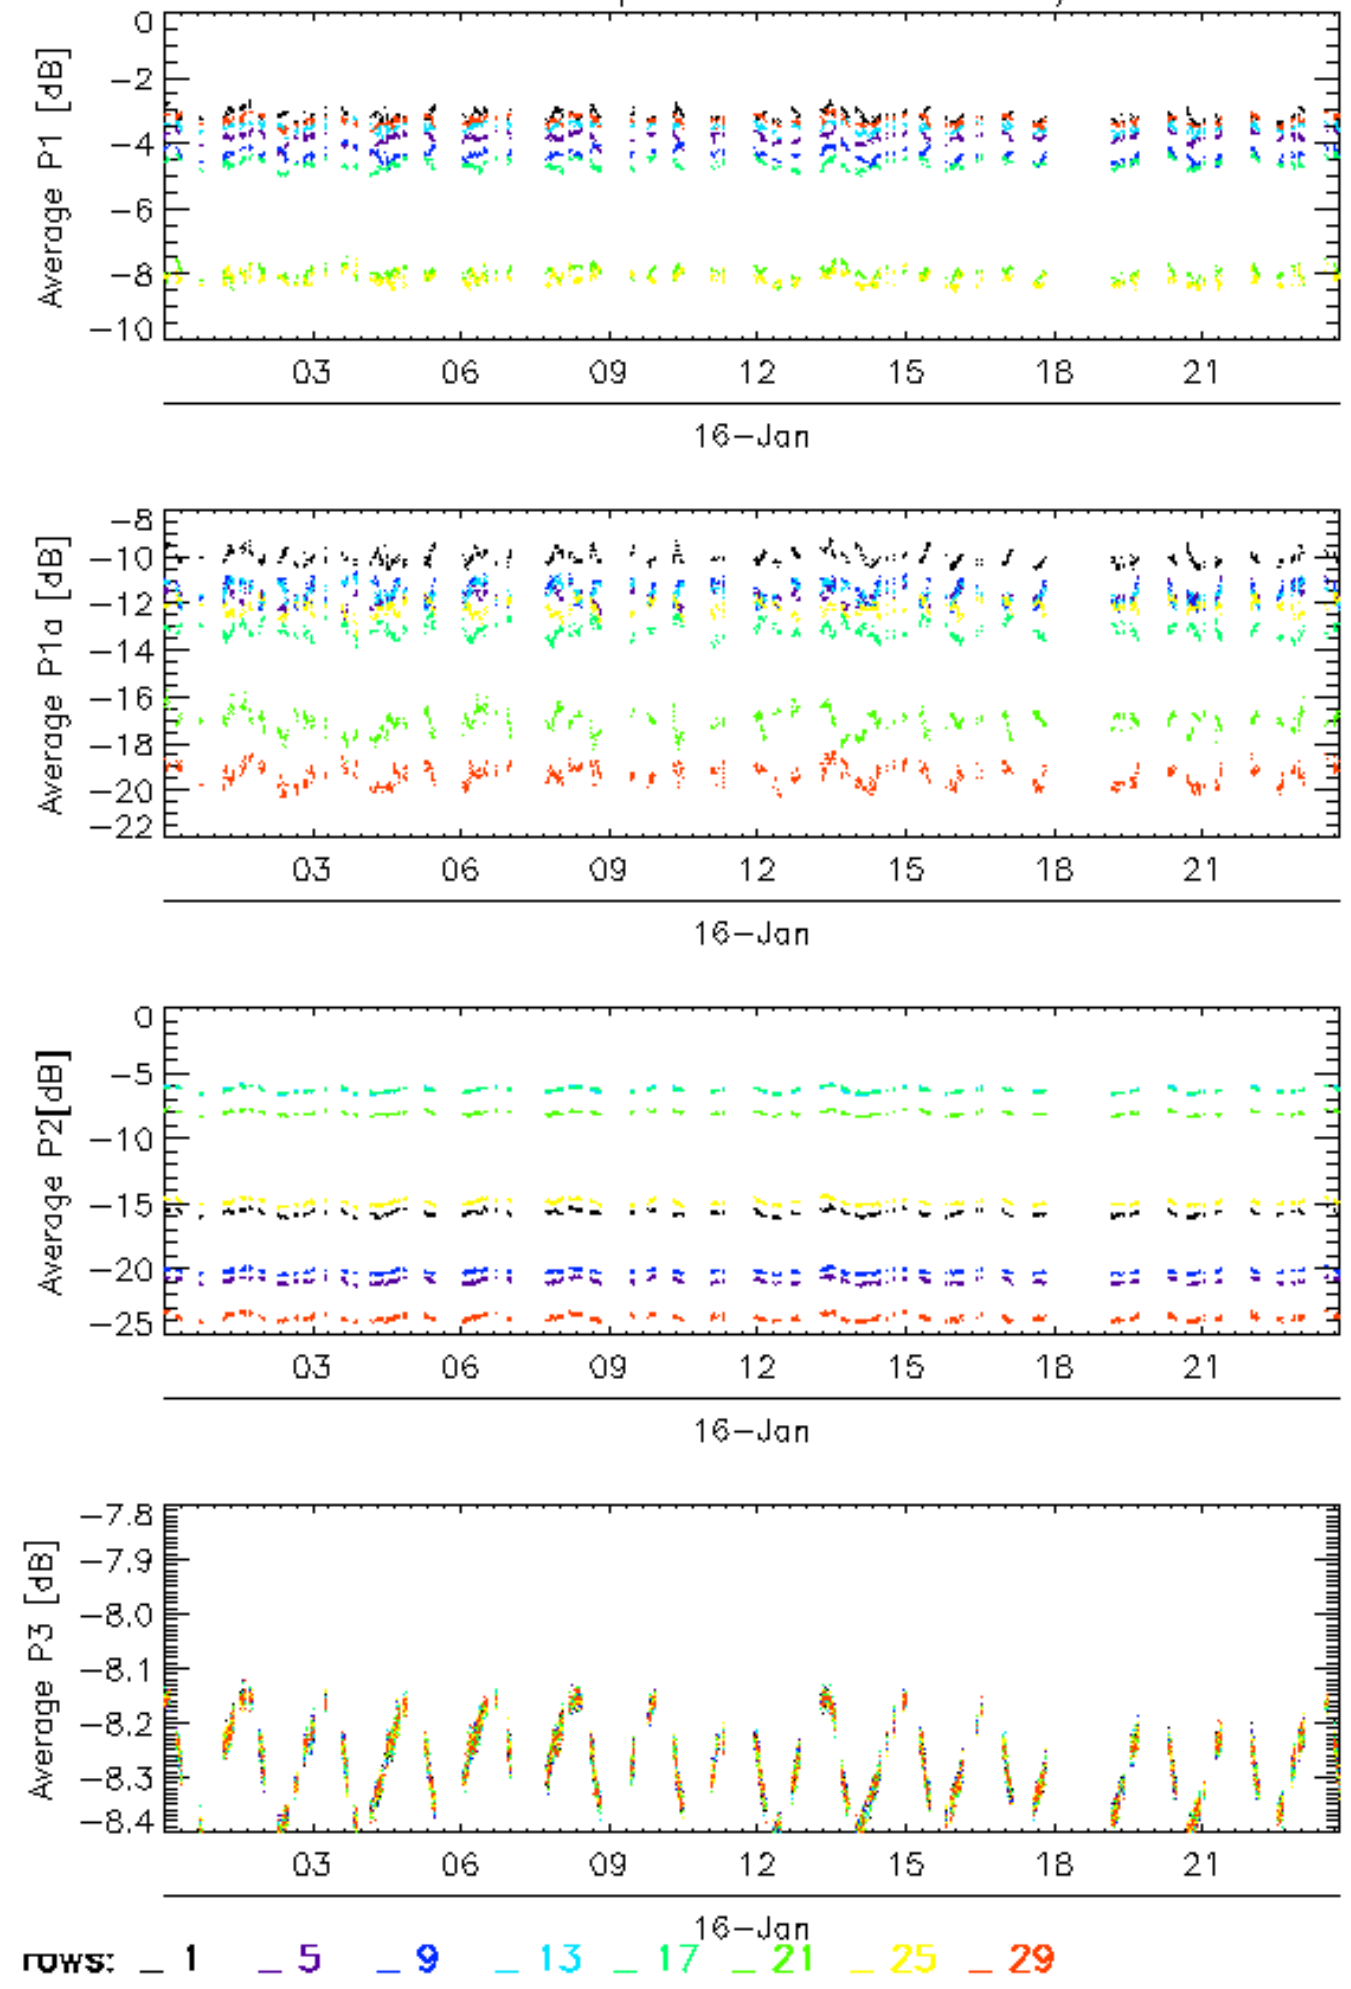 0
-2
-4
-6
-8
-10
Average P1 [dB]
03 06 09 12 15 18 21
16-Jan
-8
-10
-12
-14
-16
-18
-20
-22
Average P1a [dB]
03 06 09 12 15 18 21
16-Jan
0
-5
-10
-15
-20
-25
Average P2[dB]
03 06 09 12 15 18 21
16-Jan
-7.8
-7.9
-8.0
-8.1
-8.2
-8.3
-8.4
Average P3 [dB]
03 06 09 12 15 18 21
16-Jan
rows: _ 1 _ 5 _ 9 _ 13 _ 17 _ 21 _ 25 _ 29